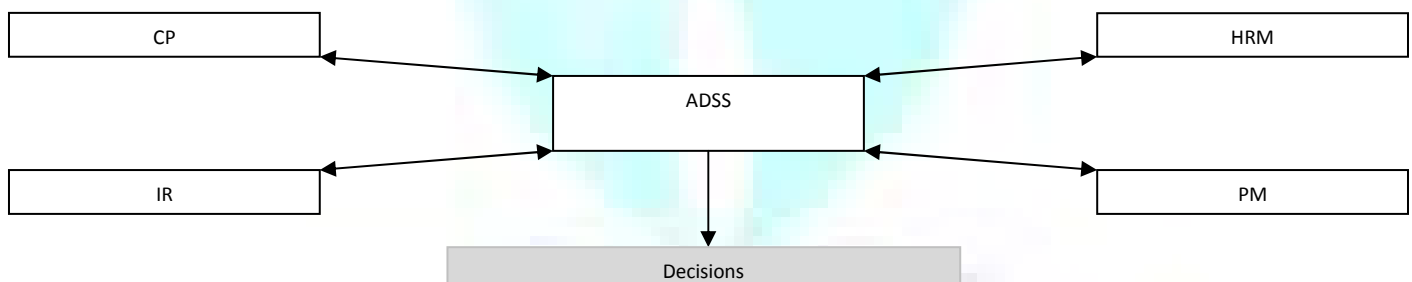 CP
HRM
ADSS
IR
PM
Decisions